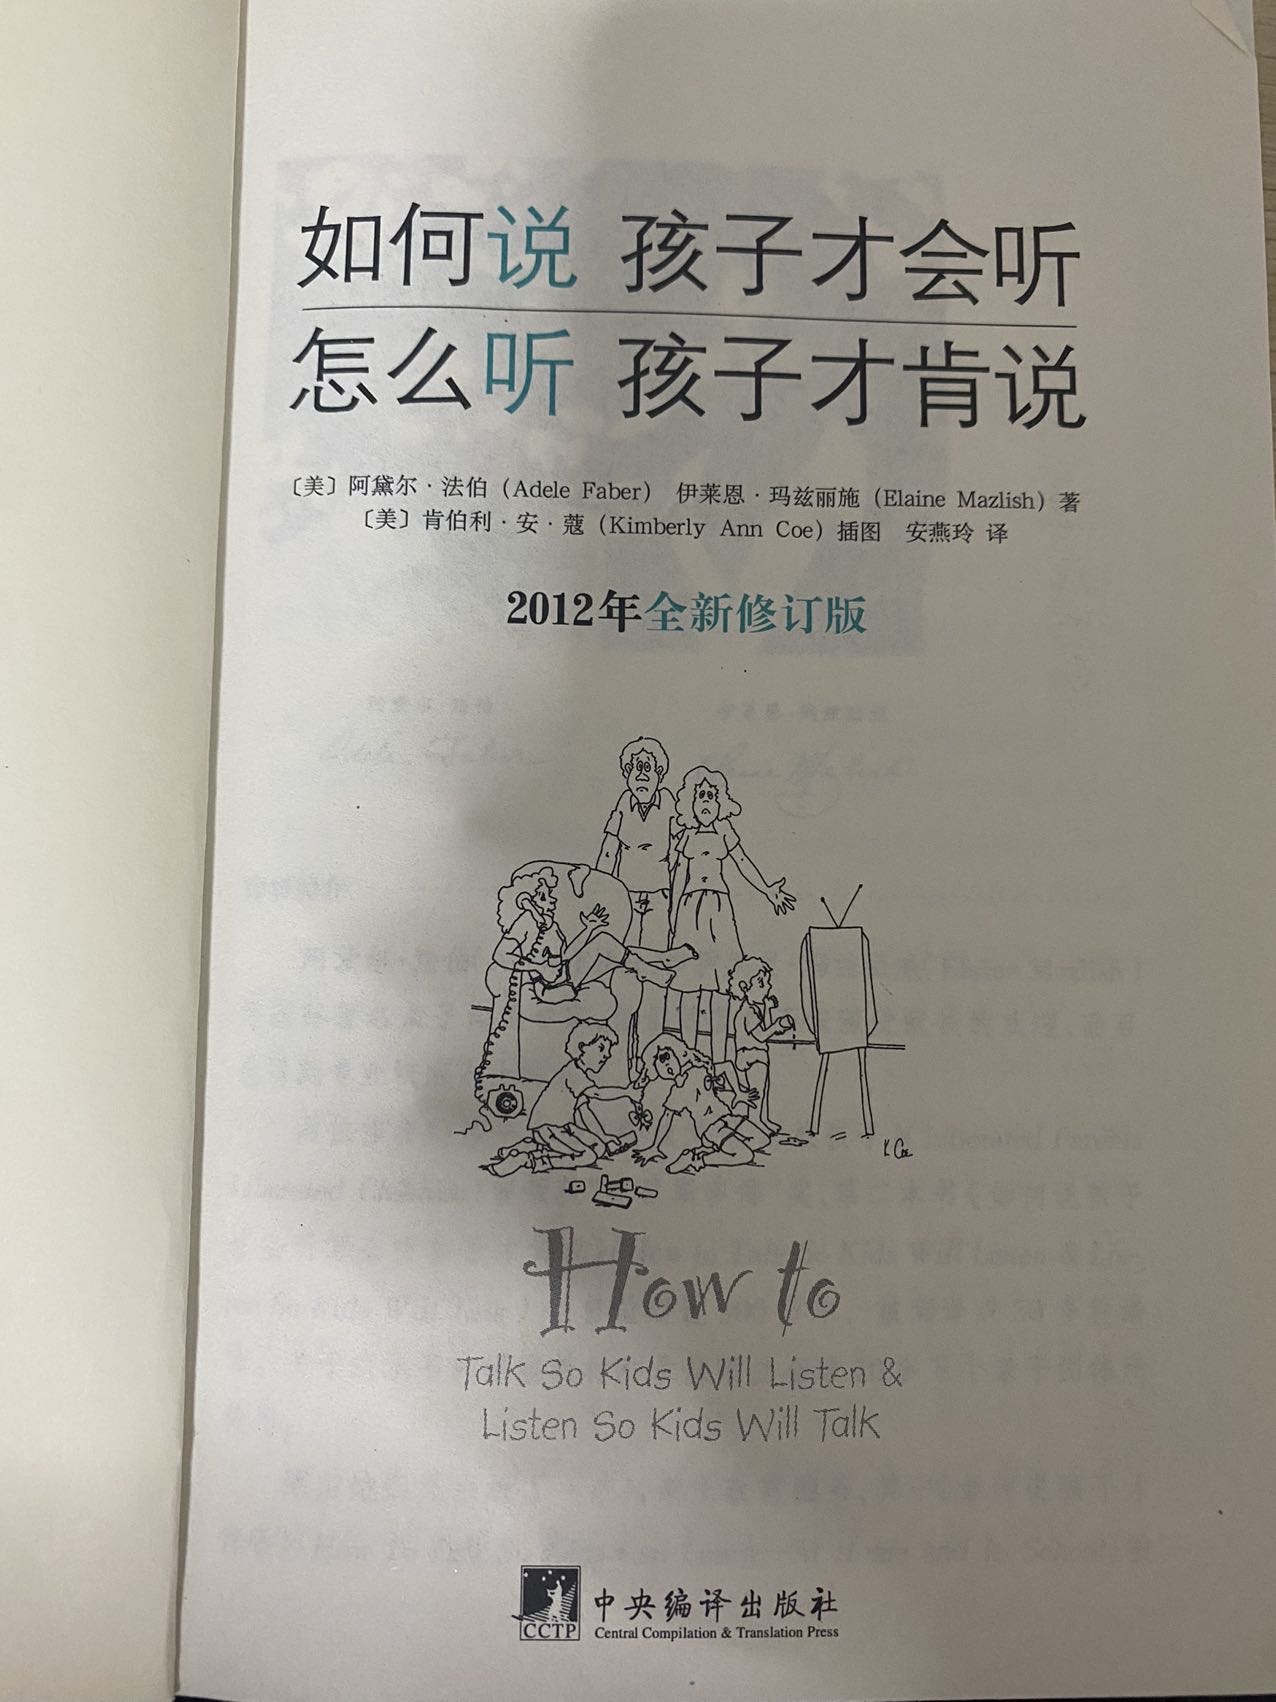 如何说 孩子才会听
怎么听 孩子才肯说
〔美〕阿黛尔·法伯（Adele Faber） 伊莱恩·玛兹丽施（Elaine Mazlish）著
〔美〕肯伯利·安·蔻（Kimberly Ann Coe）插图 安燕玲 译
2012年全新修订版
K Coe
How to
Talk So Kids Will Listen &
Listen So Kids Will Talk
CCTP
中央编译出版社
Central Compilation & Translation Press